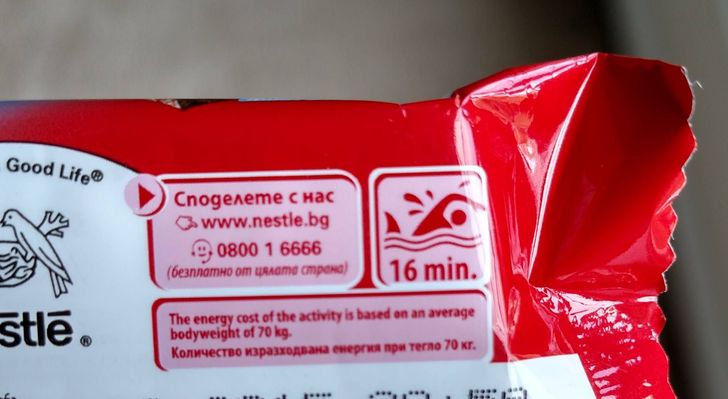 Good Life®
Споделете с нас
www.nestle.bg
0800 1 6666
(безплатно от цялата страна)
16 min.
stlē®
The energy cost of the activity is based on an average
bodyweight of 70 kg.
Количество изразходвана енергия при тегло 70 кг.